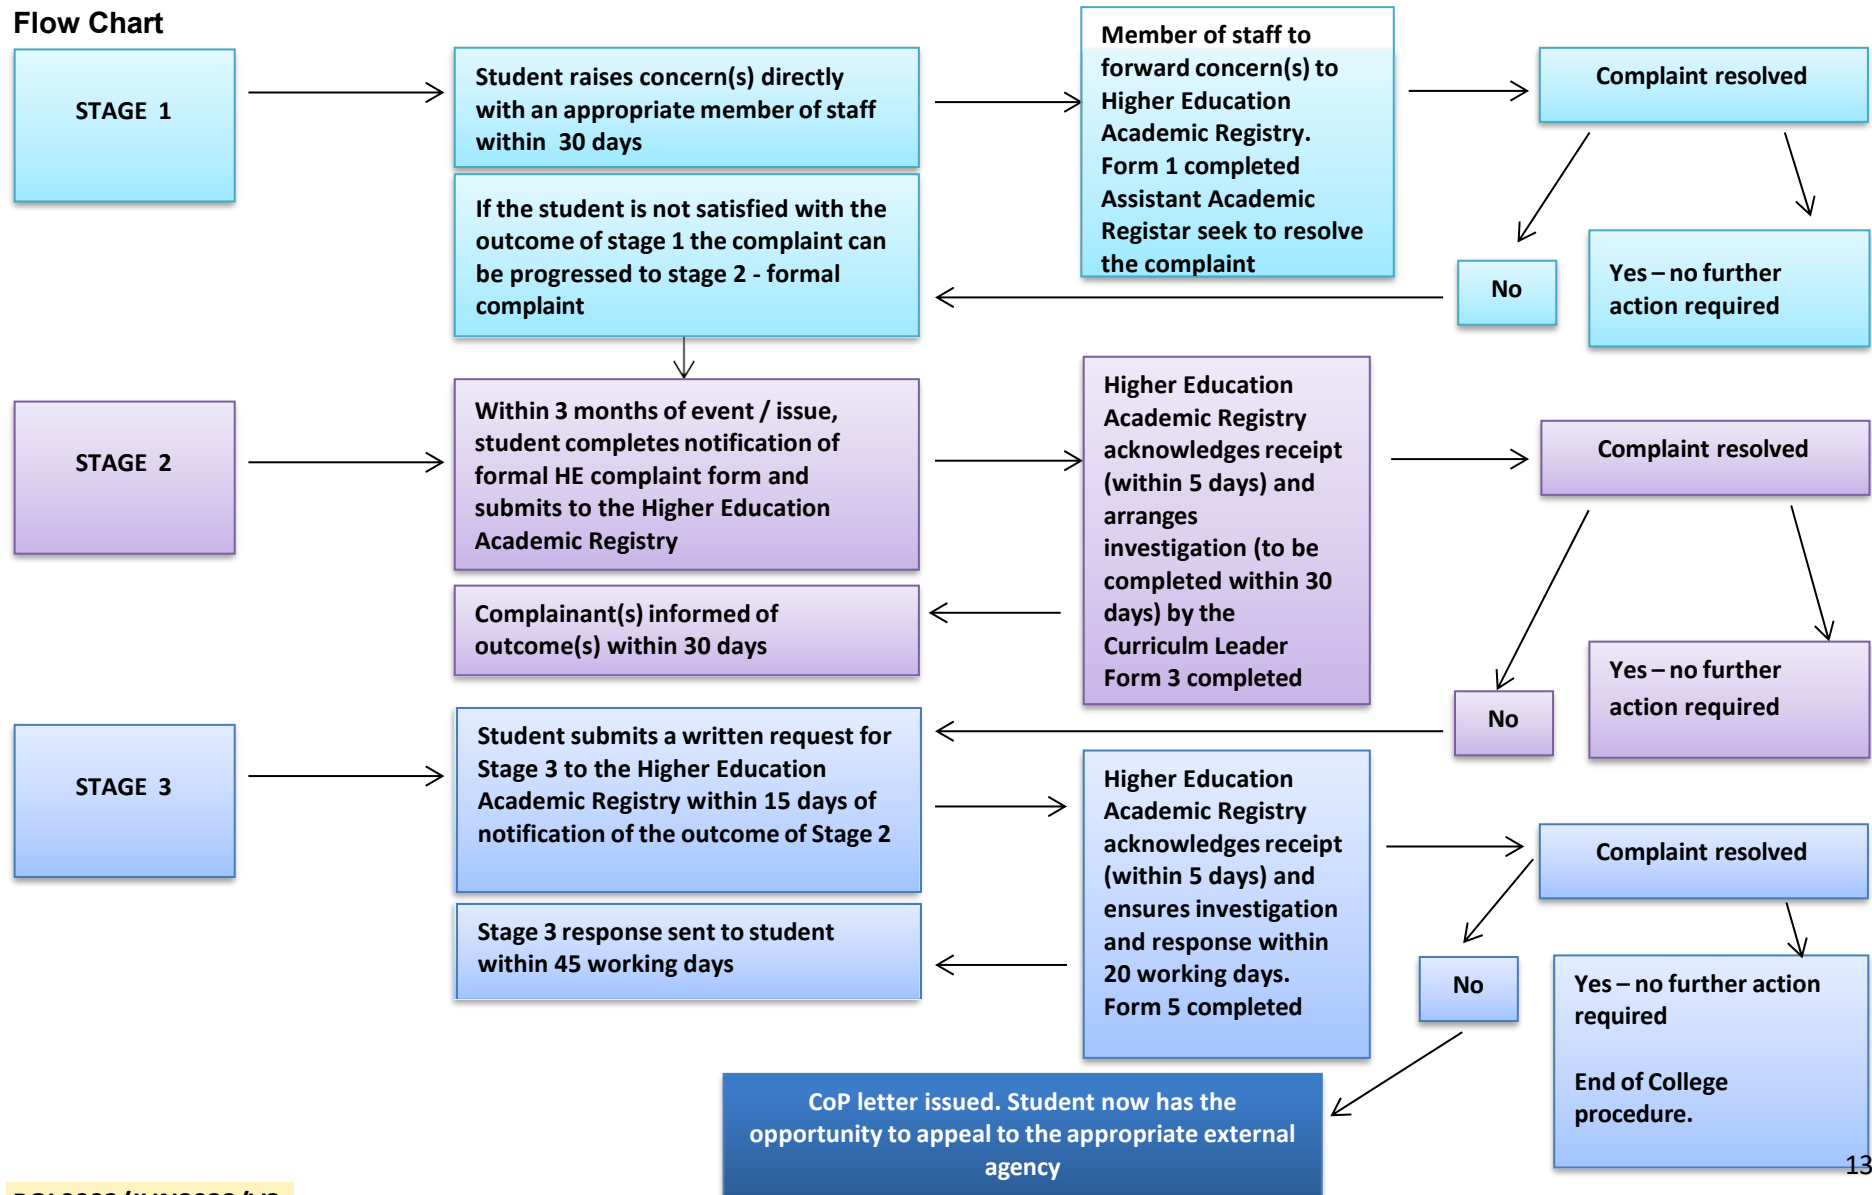 Flow Chart
STAGE 1
Student raises concern(s) directly
with an appropriate member of staff
within 30 days
Member of staff to
forward concern(s) to
Higher Education
Academic Registry.
Form 1 completed
Assistant Academic
Registar seek to resolve
the complaint
Complaint resolved
If the student is not satisfied with the
outcome of stage 1 the complaint can
be progressed to stage 2 - formal
complaint
No
Yes – no further
action required
STAGE 2
Within 3 months of event / issue,
student completes notification of
formal HE complaint form and
submits to the Higher Education
Academic Registry
Higher Education
Academic Registry
acknowledges receipt
(within 5 days) and
arranges
investigation (to be
completed within 30
days) by the
Curriculm Leader
Form 3 completed
Complaint resolved
Complainant(s) informed of
outcome(s) within 30 days
No
Yes – no further
action required
STAGE 3
Student submits a written request for
Stage 3 to the Higher Education
Academic Registry within 15 days of
notification of the outcome of Stage 2
Higher Education
Academic Registry
acknowledges receipt
(within 5 days) and
ensures investigation
and response within
20 working days.
Form 5 completed
Complaint resolved
Stage 3 response sent to student
within 45 working days
No
Yes – no further action
required
End of College
procedure.
CoP letter issued. Student now has the
opportunity to appeal to the appropriate external
agency
13